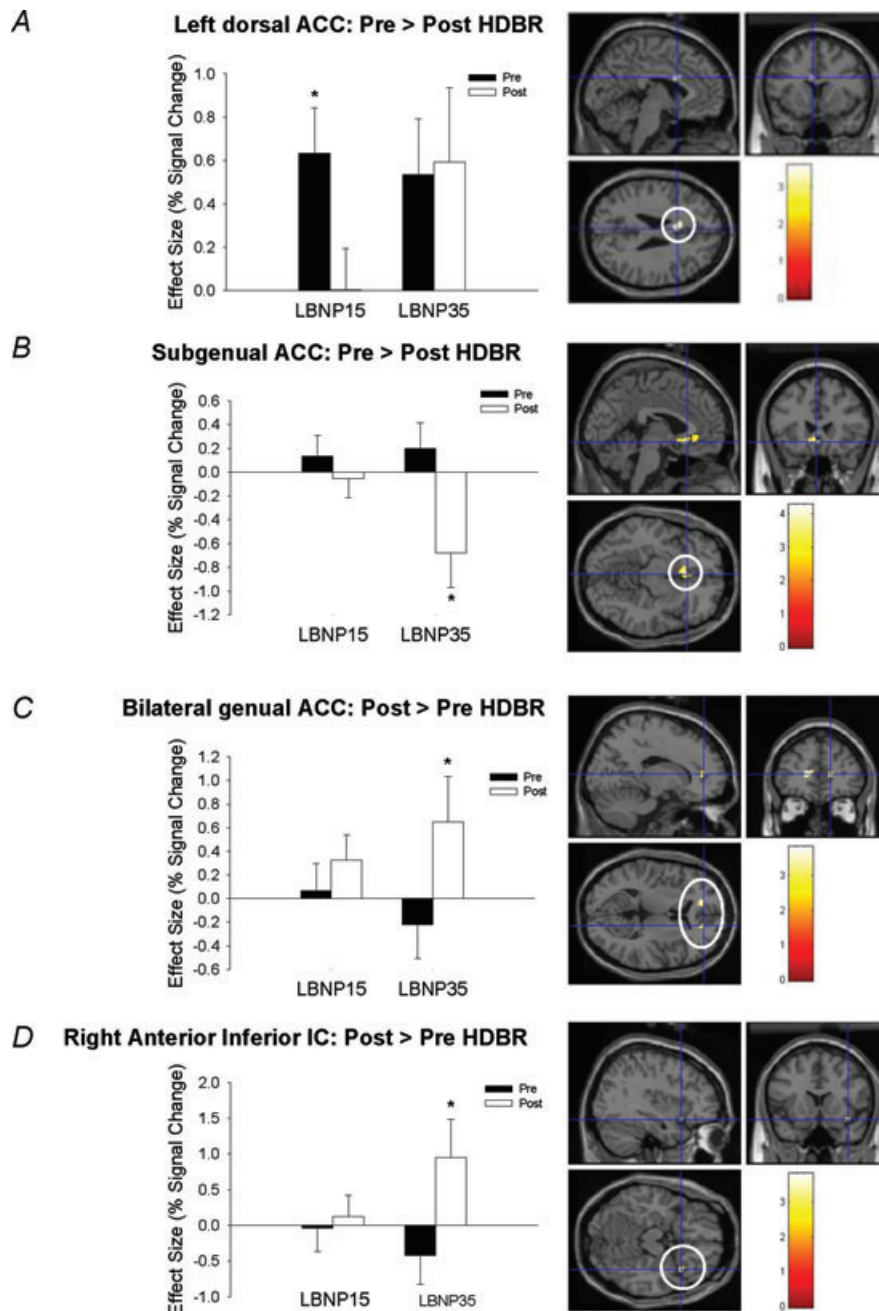 A
Left dorsal ACC: Pre > Post HDBR
Effect Size (% Signal Change)
1.0
0.8
0.6
0.4
0.2
0.0
*
Pre
Post
LBNP15 LBNP35
3
2
1
0
B
Subgenual ACC: Pre > Post HDBR
Effect Size (% Signal Change)
0.6
0.4
0.2
0.0
-0.2
-0.4
-0.6
-0.8
-1.0
-1.2
Pre
Post
*
LBNP15 LBNP35
4
3
2
1
0
C
Bilateral genual ACC: Post > Pre HDBR
Effect Size (% Signal Change)
1.2
1.0
0.8
0.6
0.4
0.2
0.0
-0.2
-0.4
-0.6
*
Pre
Post
LBNP15 LBNP35
3
2
1
0
D
Right Anterior Inferior IC: Post > Pre HDBR
Effect Size (% Signal Change)
2.0
1.5
1.0
0.5
0.0
-0.5
-1.0
*
Pre
Post
LBNP15 LBNP35
3
2
1
0